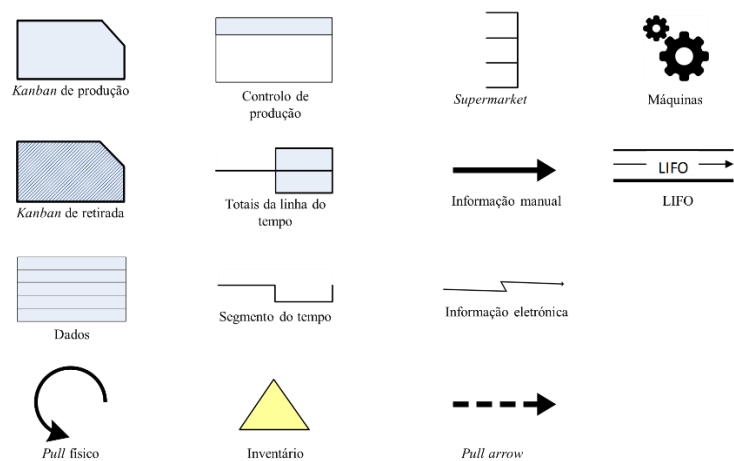 Kanban de produção
Controlo de
produção
Supermarket
Máquinas
Kanban de retirada
Totais da linha do
tempo
Informação manual
LIFO
LIFO
Dados
Segmento do tempo
Informação eletrónica
Pull físico
Inventário
Pull arrow